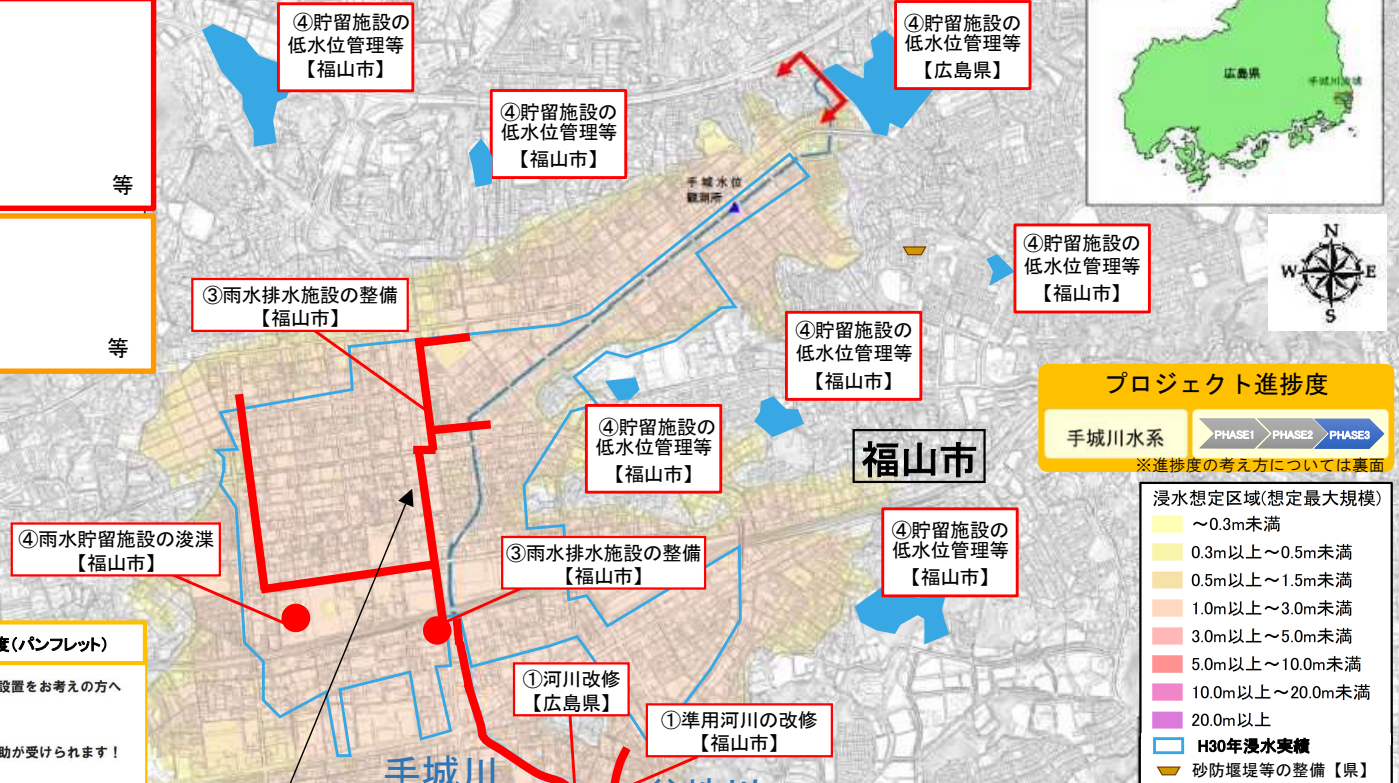 ④貯留施設の
低水位管理等
【福山市】
④貯留施設の
低水位管理等
【広島県】
広島県
手城川流域
④貯留施設の
低水位管理等
【福山市】
等
手城水位
観測所
④貯留施設の
低水位管理等
【福山市】
N
W
E
S
③雨水排水施設の整備
【福山市】
等
④貯留施設の
低水位管理等
【福山市】
プロジェクト進捗度
手城川水系
PHASE1
PHASE2
PHASE3
※進捗度の考え方については裏面
④貯留施設の
低水位管理等
【福山市】
福山市
浸水想定区域(想定最大規模)
～0.3m未満
0.3m以上～0.5m未満
0.5m以上～1.5m未満
1.0m以上～3.0m未満
3.0m以上～5.0m未満
5.0m以上～10.0m未満
10.0m以上～20.0m未満
20.0m以上
H30年浸水実績
砂防堰堤等の整備【県】
④雨水貯留施設の浚渫
【福山市】
③雨水排水施設の整備
【福山市】
④貯留施設の
低水位管理等
【福山市】
度(パンフレット)
設置をお考えの方へ
助が受けられます！
①河川改修
【広島県】
①準用河川の改修
【福山市】
手城川